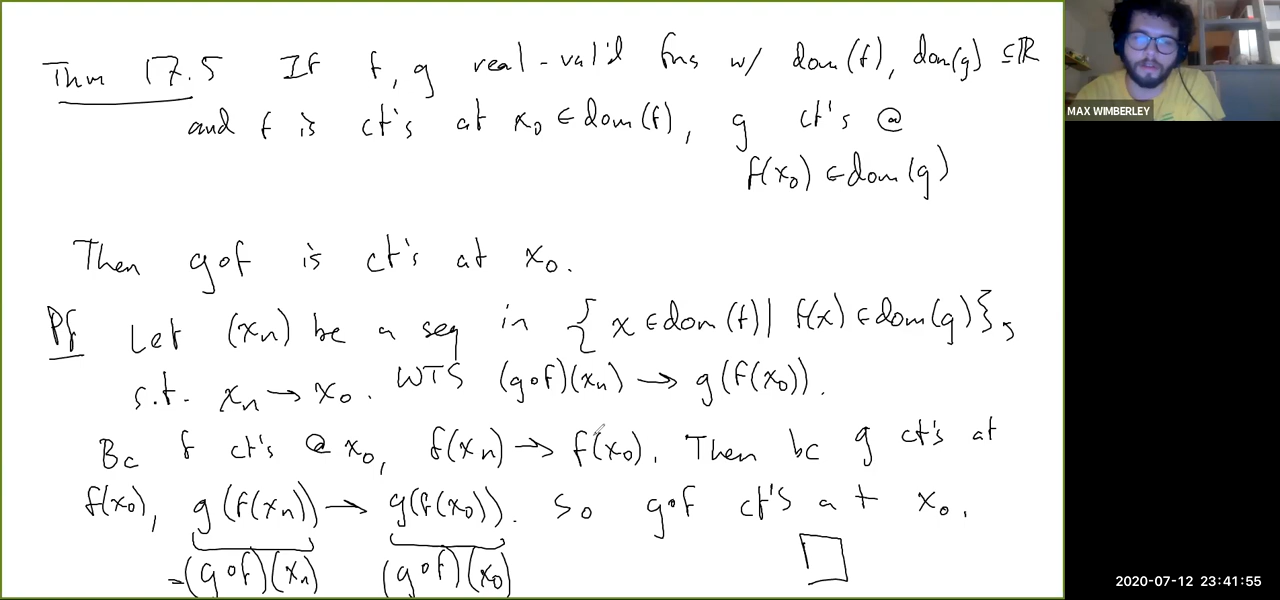 Thm 17.5 If f, g real-val'd fns w/ dom(f), dom(g) ⊆ ℝ
and f is ct's at x₀ ∈ dom(f), g ct's @
f(x₀) ∈ dom(g)
Then g∘f is ct's at x₀.
Pf Let (xₙ) be a seq in { x ∈ dom(f) | f(x) ∈ dom(g) },
s.t. xₙ → x₀. WTS (g∘f)(xₙ) → g(f(x₀)).
Bc f ct's @ x₀, f(xₙ) → f(x₀). Then bc g ct's at
f(x₀), g(f(xₙ)) → g(f(x₀)). So g∘f ct's at x₀.
=(g∘f)(xₙ) (g∘f)(x₀) □
MAX WIMBERLEY
2020-07-12 23:41:55